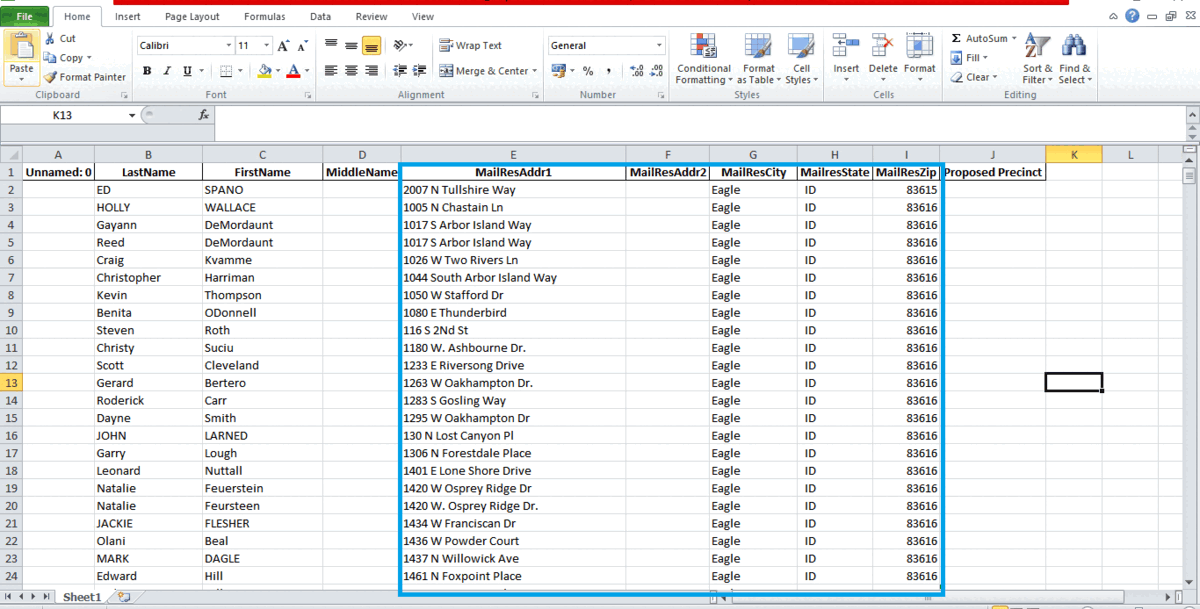 File Home Insert Page Layout Formulas Data Review View
Cut
Copy
Format Painter
Paste
Clipboard
Calibri 11
B I U
Font
Wrap Text
Merge & Center
Alignment
General
% ,
Number
Conditional Formatting
Format as Table
Cell Styles
Styles
Insert Delete Format
Cells
Σ AutoSum
Fill
Clear
Sort & Filter
Find & Select
Editing
K13 fx
A B C D E F G H I J K L
1 Unnamed: 0 LastName FirstName MiddleName MailResAddr1 MailResAddr2 MailResCity MailresState MailResZip Proposed Precinct
2 ED SPANO 2007 N Tullshire Way Eagle ID 83615
3 HOLLY WALLACE 1005 N Chastain Ln Eagle ID 83616
4 Gayann DeMordaunt 1017 S Arbor Island Way Eagle ID 83616
5 Reed DeMordaunt 1017 S Arbor Island Way Eagle ID 83616
6 Craig Kvamme 1026 W Two Rivers Ln Eagle ID 83616
7 Christopher Harriman 1044 South Arbor Island Way Eagle ID 83616
8 Kevin Thompson 1050 W Stafford Dr Eagle ID 83616
9 Benita ODonnell 1080 E Thunderbird Eagle ID 83616
10 Steven Roth 116 S 2Nd St Eagle ID 83616
11 Christy Suciu 1180 W. Ashbourne Dr. Eagle ID 83616
12 Scott Cleveland 1233 E Riversong Drive Eagle ID 83616
13 Gerard Bertero 1263 W Oakhampton Dr. Eagle ID 83616
14 Roderick Carr 1283 S Gosling Way Eagle ID 83616
15 Dayne Smith 1295 W Oakhampton Dr Eagle ID 83616
16 JOHN LARNED 130 N Lost Canyon Pl Eagle ID 83616
17 Garry Lough 1306 N Forestdale Place Eagle ID 83616
18 Leonard Nuttall 1401 E Lone Shore Drive Eagle ID 83616
19 Natalie Feuerstein 1420 W Osprey Ridge Dr Eagle ID 83616
20 Natalie Feursteen 1420 W. Osprey Ridge Dr. Eagle ID 83616
21 JACKIE FLESHER 1434 W Franciscan Dr Eagle ID 83616
22 Olani Beal 1436 W Powder Court Eagle ID 83616
23 MARK DAGLE 1437 N Willowick Ave Eagle ID 83616
24 Edward Hill 1461 N Foxpoint Place Eagle ID 83616
Sheet1